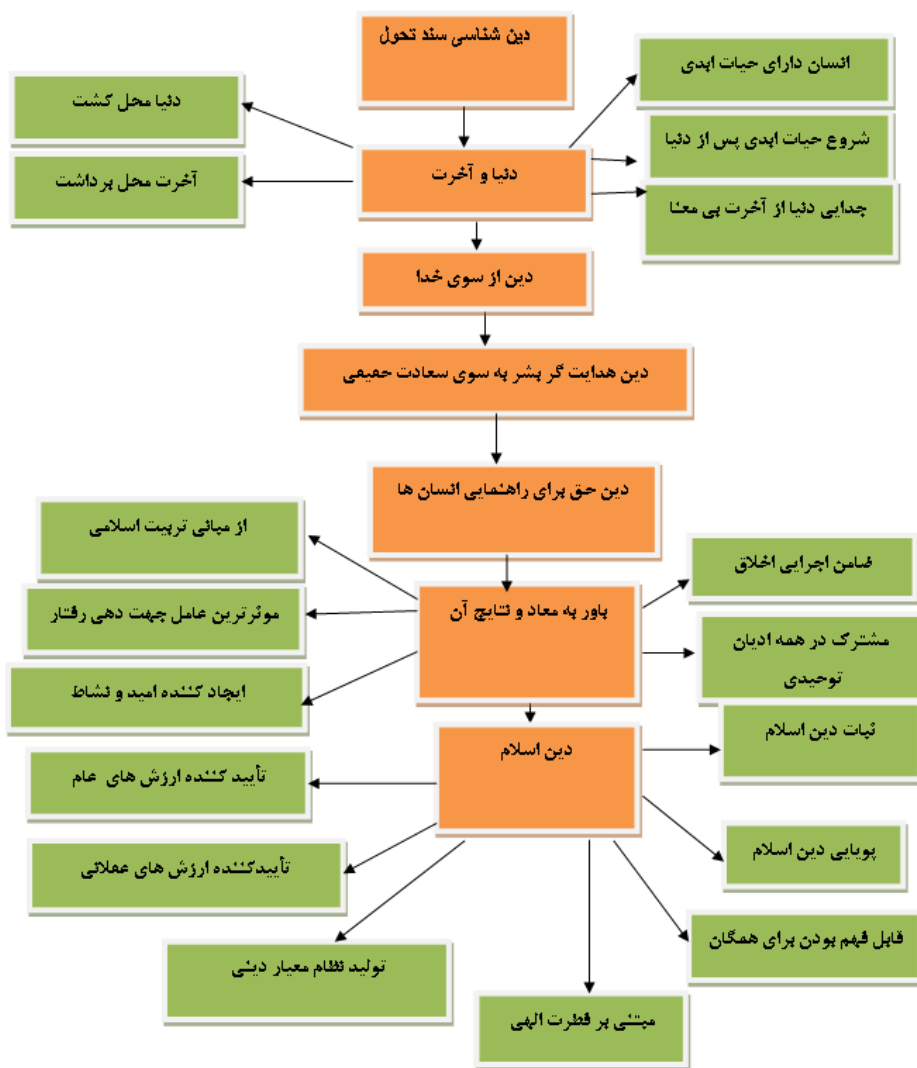 دین شناسی سند تحول
انسان دارای حیات ابدی
دنیا محل کشت
شروع حیات ابدی پس از دنیا
دنیا و آخرت
آخرت محل برداشت
جدایی دنیا از آخرت بی معنا
دین از سوی خدا
دین هدایت گر بشر به سوی سعادت حقیقی
دین حق برای راهنمایی انسان ها
از مبانی تربیت اسلامی
ضامن اجرایی اخلاق
باور به معاد و نتایج آن
موثرترین عامل جهت دهی رفتار
مشترک در همه ادیان
توحیدی
ایجاد کننده امید و نشاط
ثبات دین اسلام
دین اسلام
تأیید کننده ارزش های عام
پویایی دین اسلام
تأییدکننده ارزش های عقلانی
قابل فهم بودن برای همگان
تولید نظام معیار دینی
مبتنی بر فطرت الهی